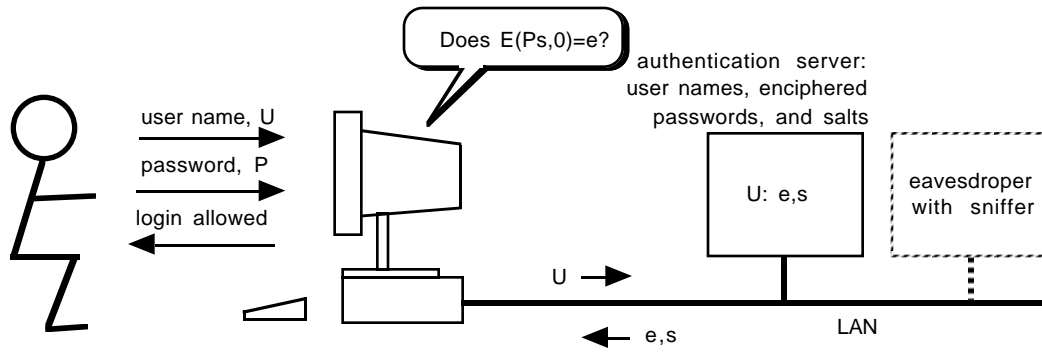 Does E(Ps,0)=e?
authentication server:
user names, enciphered
passwords, and salts
user name, U
password, P
login allowed
U: e,s
eavesdroper
with sniffer
U
e,s
LAN